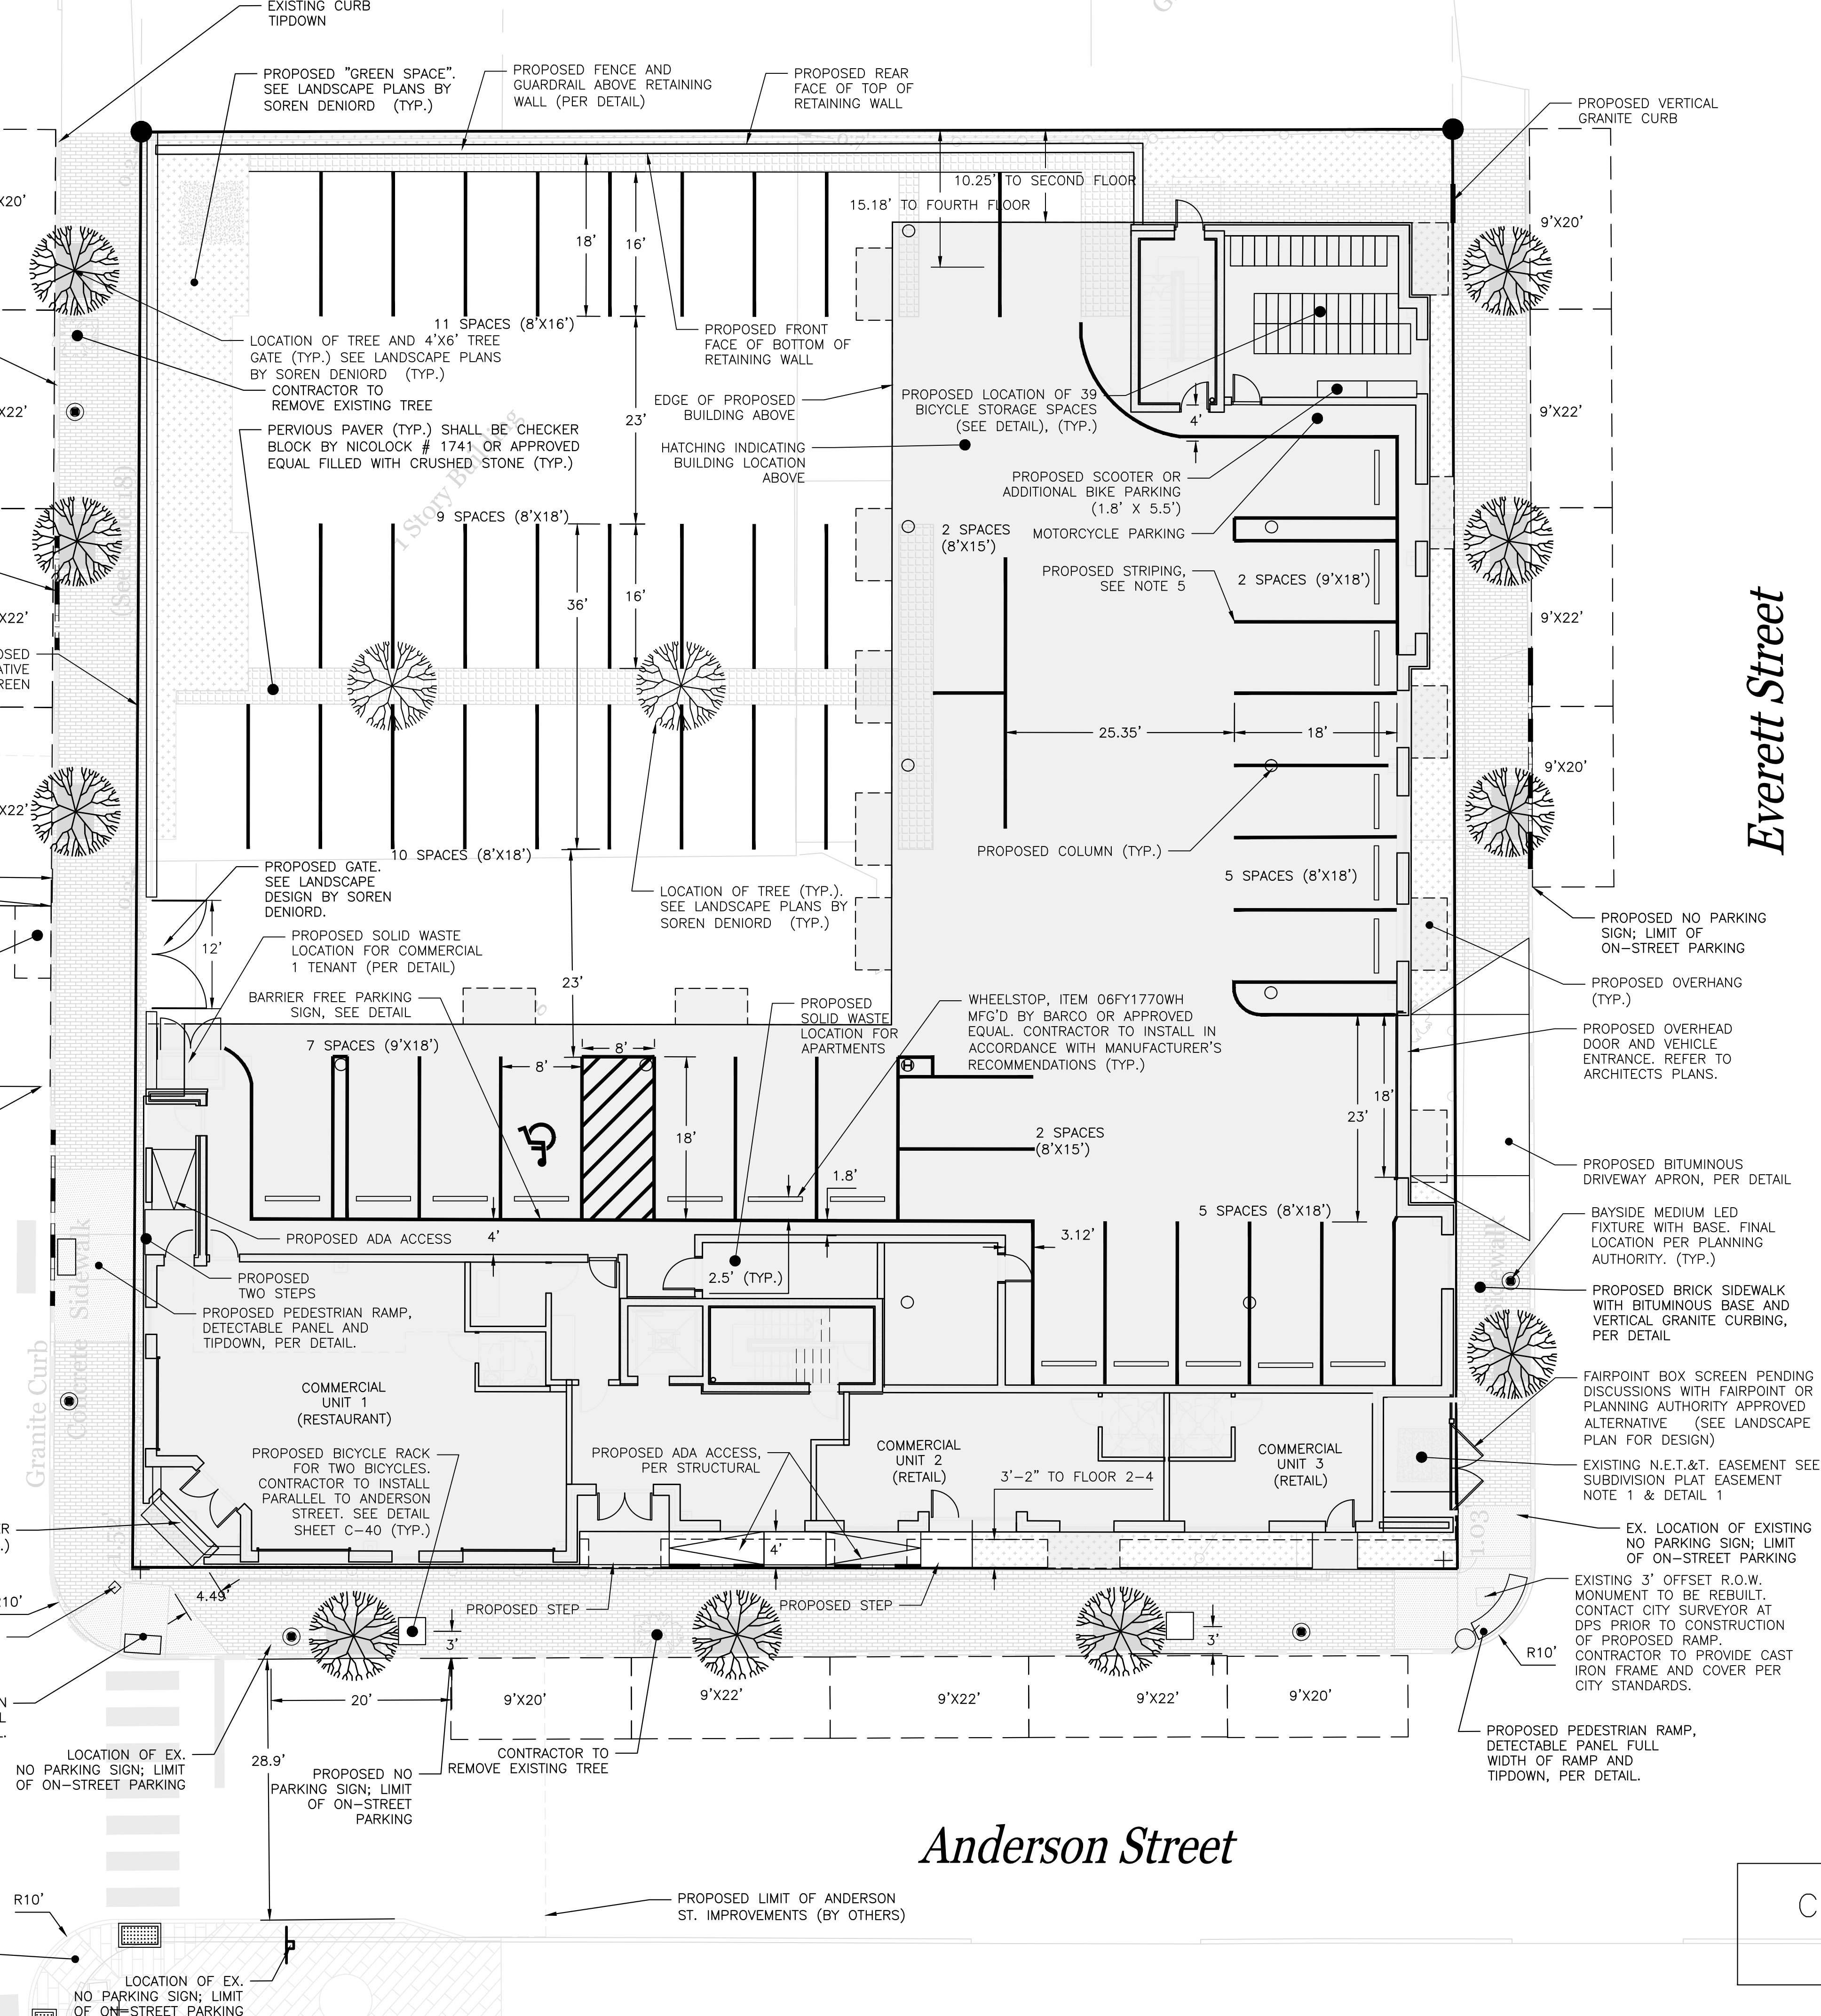 EXISTING CURB
TIPDOWN
PROPOSED "GREEN SPACE".
SEE LANDSCAPE PLANS BY
SOREN DENIORD (TYP.)
PROPOSED FENCE AND
GUARDRAIL ABOVE RETAINING
WALL (PER DETAIL)
PROPOSED REAR
FACE OF TOP OF
RETAINING WALL
PROPOSED VERTICAL
GRANITE CURB
0.7'
10.25' TO SECOND FLOOR
15.18' TO FOURTH FLOOR
X20'
9'X20'
18'
16'
11 SPACES (8'X16')
LOCATION OF TREE AND 4'X6' TREE
GATE (TYP.) SEE LANDSCAPE PLANS
BY SOREN DENIORD (TYP.)
PROPOSED FRONT
FACE OF BOTTOM OF
RETAINING WALL
CONTRACTOR TO
REMOVE EXISTING TREE
EDGE OF PROPOSED
BUILDING ABOVE
PROPOSED LOCATION OF 39
BICYCLE STORAGE SPACES
(SEE DETAIL), (TYP.)
4'
X22'
9'X22'
23'
PERVIOUS PAVER (TYP.) SHALL BE CHECKER
BLOCK BY NICOLOCK # 1741 OR APPROVED
EQUAL FILLED WITH CRUSHED STONE (TYP.)
HATCHING INDICATING
BUILDING LOCATION
ABOVE
PROPOSED SCOOTER OR
ADDITIONAL BIKE PARKING
(1.8' X 5.5')
1 Story Building
9 SPACES (8'X18')
2 SPACES
(8'X15')
MOTORCYCLE PARKING
PROPOSED STRIPING,
SEE NOTE 5
2 SPACES (9'X18')
36'
16'
X22'
9'X22'
OSED
ATIVE
REEN
Everett Street
25.35'
18'
X22'
9'X20'
10 SPACES (8'X18')
PROPOSED COLUMN (TYP.)
5 SPACES (8'X18')
PROPOSED GATE.
SEE LANDSCAPE
DESIGN BY SOREN
DENIORD.
LOCATION OF TREE (TYP.).
SEE LANDSCAPE PLANS BY
SOREN DENIORD (TYP.)
PROPOSED NO PARKING
SIGN; LIMIT OF
ON-STREET PARKING
12'
PROPOSED SOLID WASTE
LOCATION FOR COMMERCIAL
1 TENANT (PER DETAIL)
23'
PROPOSED OVERHANG
(TYP.)
BARRIER FREE PARKING
SIGN, SEE DETAIL
PROPOSED
SOLID WASTE
LOCATION FOR
APARTMENTS
WHEELSTOP, ITEM 06FY1770WH
MFG'D BY BARCO OR APPROVED
EQUAL. CONTRACTOR TO INSTALL IN
ACCORDANCE WITH MANUFACTURER'S
RECOMMENDATIONS (TYP.)
PROPOSED OVERHEAD
DOOR AND VEHICLE
ENTRANCE. REFER TO
ARCHITECTS PLANS.
7 SPACES (9'X18')
8'
8'
18'
23'
18'
2 SPACES
(8'X15')
1.8'
PROPOSED BITUMINOUS
DRIVEWAY APRON, PER DETAIL
5 SPACES (8'X18')
BAYSIDE MEDIUM LED
FIXTURE WITH BASE. FINAL
LOCATION PER PLANNING
AUTHORITY. (TYP.)
PROPOSED ADA ACCESS
4'
3.12'
2.5' (TYP.)
PROPOSED
TWO STEPS
PROPOSED BRICK SIDEWALK
WITH BITUMINOUS BASE AND
VERTICAL GRANITE CURBING,
PER DETAIL
PROPOSED PEDESTRIAN RAMP,
DETECTABLE PANEL AND
TIPDOWN, PER DETAIL.
Granite Curb
Concrete Sidewalk
Sidewalk
FAIRPOINT BOX SCREEN PENDING
DISCUSSIONS WITH FAIRPOINT OR
PLANNING AUTHORITY APPROVED
ALTERNATIVE (SEE LANDSCAPE
PLAN FOR DESIGN)
COMMERCIAL
UNIT 1
(RESTAURANT)
PROPOSED BICYCLE RACK
FOR TWO BICYCLES.
CONTRACTOR TO INSTALL
PARALLEL TO ANDERSON
STREET. SEE DETAIL
SHEET C-40 (TYP.)
PROPOSED ADA ACCESS,
PER STRUCTURAL
COMMERCIAL
UNIT 2
(RETAIL)
3'-2" TO FLOOR 2-4
COMMERCIAL
UNIT 3
(RETAIL)
EXISTING N.E.T.&T. EASEMENT SEE
SUBDIVISION PLAT EASEMENT
NOTE 1 & DETAIL 1
4'
1.52'
1.03'
EX. LOCATION OF EXISTING
NO PARKING SIGN; LIMIT
OF ON-STREET PARKING
4.49'
R10'
PROPOSED STEP
PROPOSED STEP
EXISTING 3' OFFSET R.O.W.
MONUMENT TO BE REBUILT.
CONTACT CITY SURVEYOR AT
DPS PRIOR TO CONSTRUCTION
OF PROPOSED RAMP.
CONTRACTOR TO PROVIDE CAST
IRON FRAME AND COVER PER
CITY STANDARDS.
3'
3'
R10'
20'
9'X20'
9'X22'
9'X22'
9'X22'
9'X20'
PROPOSED PEDESTRIAN RAMP,
DETECTABLE PANEL FULL
WIDTH OF RAMP AND
TIPDOWN, PER DETAIL.
LOCATION OF EX.
NO PARKING SIGN; LIMIT
OF ON-STREET PARKING
28.9'
PROPOSED NO
PARKING SIGN; LIMIT
OF ON-STREET
PARKING
CONTRACTOR TO
REMOVE EXISTING TREE
Anderson Street
R10'
PROPOSED LIMIT OF ANDERSON
ST. IMPROVEMENTS (BY OTHERS)
C
LOCATION OF EX.
NO PARKING SIGN; LIMIT
OF ON-STREET PARKING